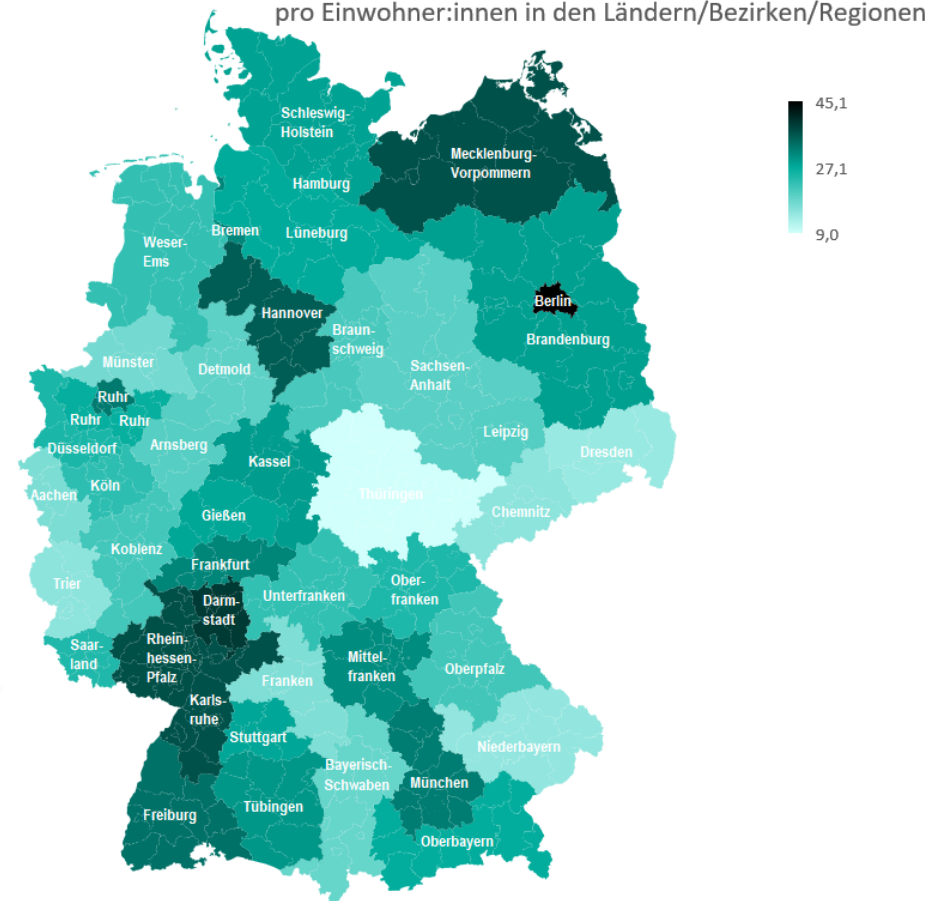 pro Einwohner:innen in den Ländern/Bezirken/Regionen
45,1
27,1
9,0
Schleswig-
Holstein
Mecklenburg-
Vorpommern
Hamburg
Bremen
Lüneburg
Weser-
Ems
Berlin
Hannover
Braun-
schweig
Brandenburg
Münster
Detmold
Sachsen-
Anhalt
Ruhr
Ruhr
Ruhr
Düsseldorf
Arnsberg
Leipzig
Dresden
Kassel
Köln
Aachen
Thüringen
Gießen
Chemnitz
Koblenz
Frankfurt
Trier
Unterfranken
Ober-
franken
Darm-
stadt
Rhein-
hessen-
Pfalz
Saar-
land
Mittel-
franken
Oberpfalz
Franken
Karls-
ruhe
Stuttgart
Niederbayern
Bayerisch-
Schwaben
München
Tübingen
Freiburg
Oberbayern